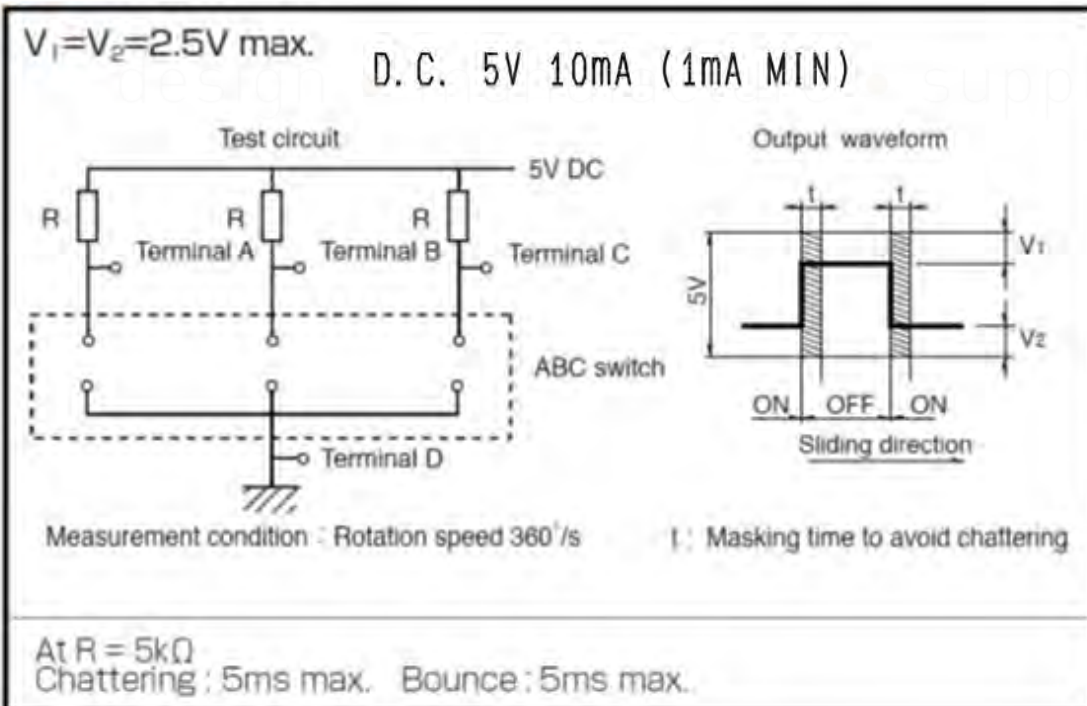 V₁=V₂=2.5V max.
D.C. 5V 10mA (1mA MIN)
Test circuit
Output waveform
5V DC
R
R
R
Terminal A
Terminal B
Terminal C
t
t
V1
5V
V2
ABC switch
ON
OFF
ON
Terminal D
Sliding direction
Measurement condition : Rotation speed 360°/s
t : Masking time to avoid chattering
At R = 5kΩ
Chattering : 5ms max. Bounce : 5ms max.